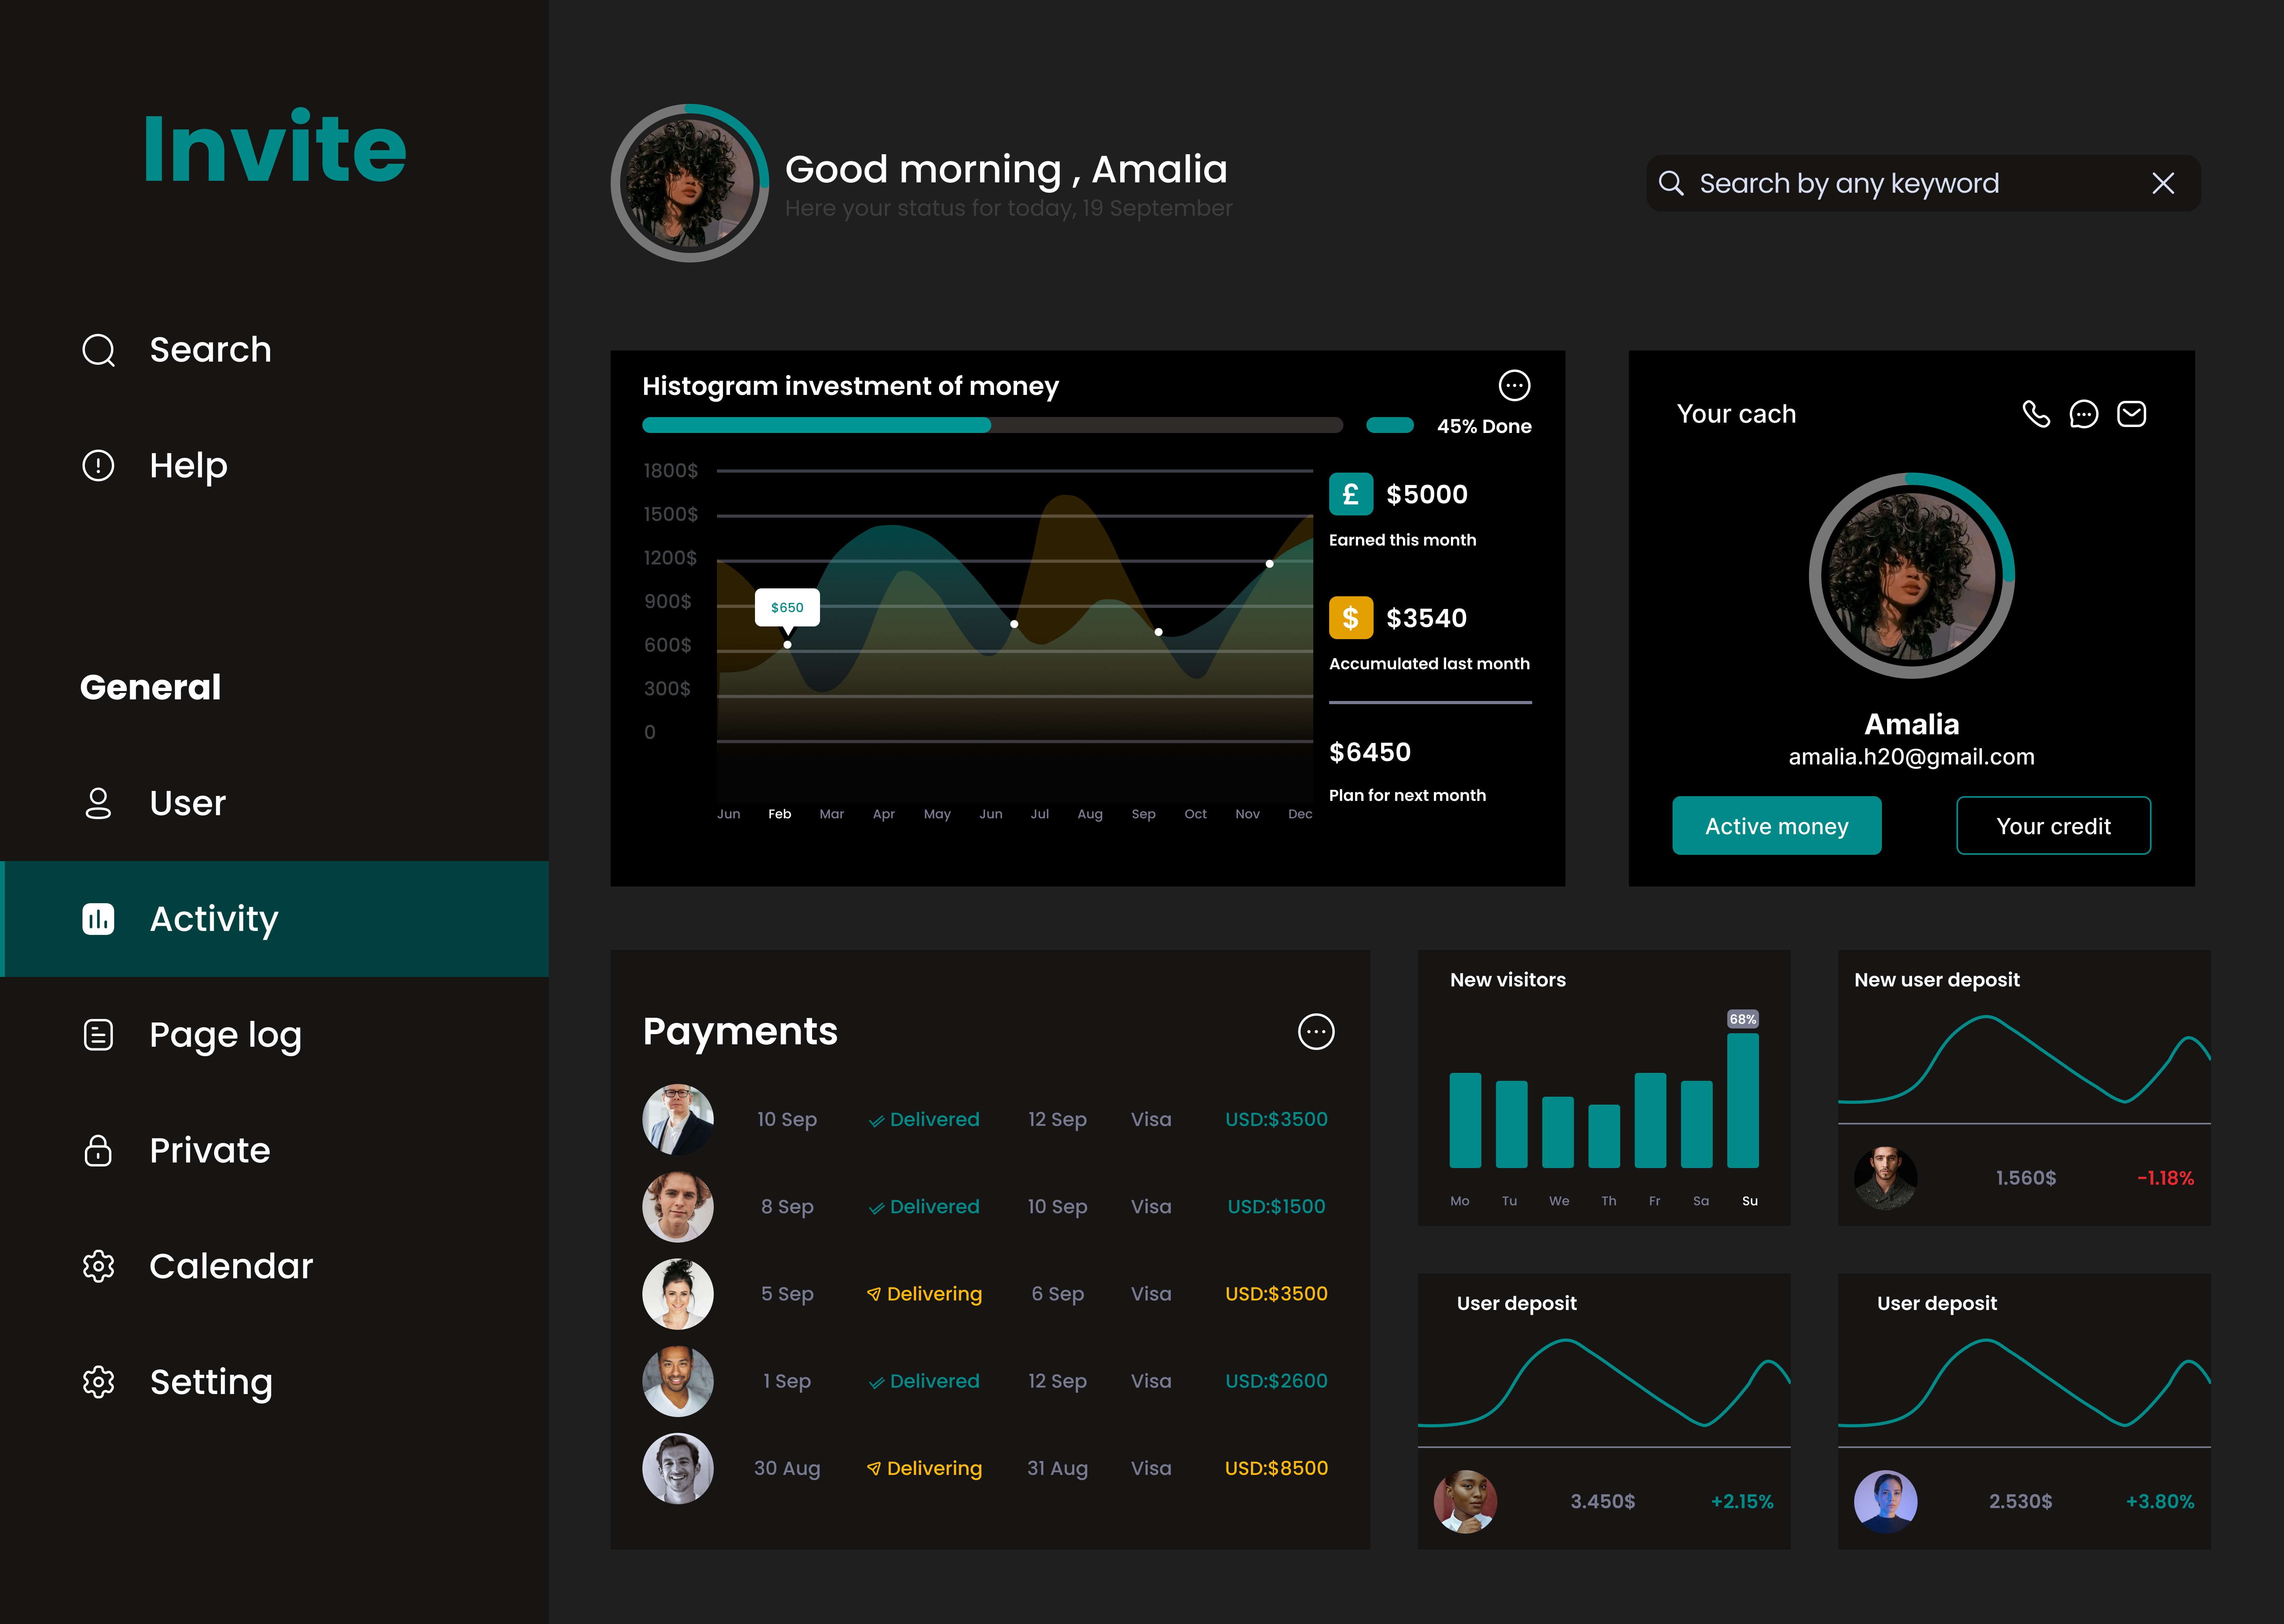 Invite
Search
Help
General
User
Activity
Page log
Private
Calendar
Setting
Good morning , Amalia
Here your status for today, 19 September
Search by any keyword
Histogram investment of money
45% Done
1800$
1500$
1200$
900$
600$
300$
0
$650
Jun Feb Mar Apr May Jun Jul Aug Sep Oct Nov Dec
£ $5000
Earned this month
$ $3540
Accumulated last month
$6450
Plan for next month
Your cach
Amalia
amalia.h20@gmail.com
Active money Your credit
Payments
10 Sep Delivered 12 Sep Visa USD:$3500
8 Sep Delivered 10 Sep Visa USD:$1500
5 Sep Delivering 6 Sep Visa USD:$3500
1 Sep Delivered 12 Sep Visa USD:$2600
30 Aug Delivering 31 Aug Visa USD:$8500
New visitors
68%
Mo Tu We Th Fr Sa Su
New user deposit
1.560$ -1.18%
User deposit
3.450$ +2.15%
User deposit
2.530$ +3.80%